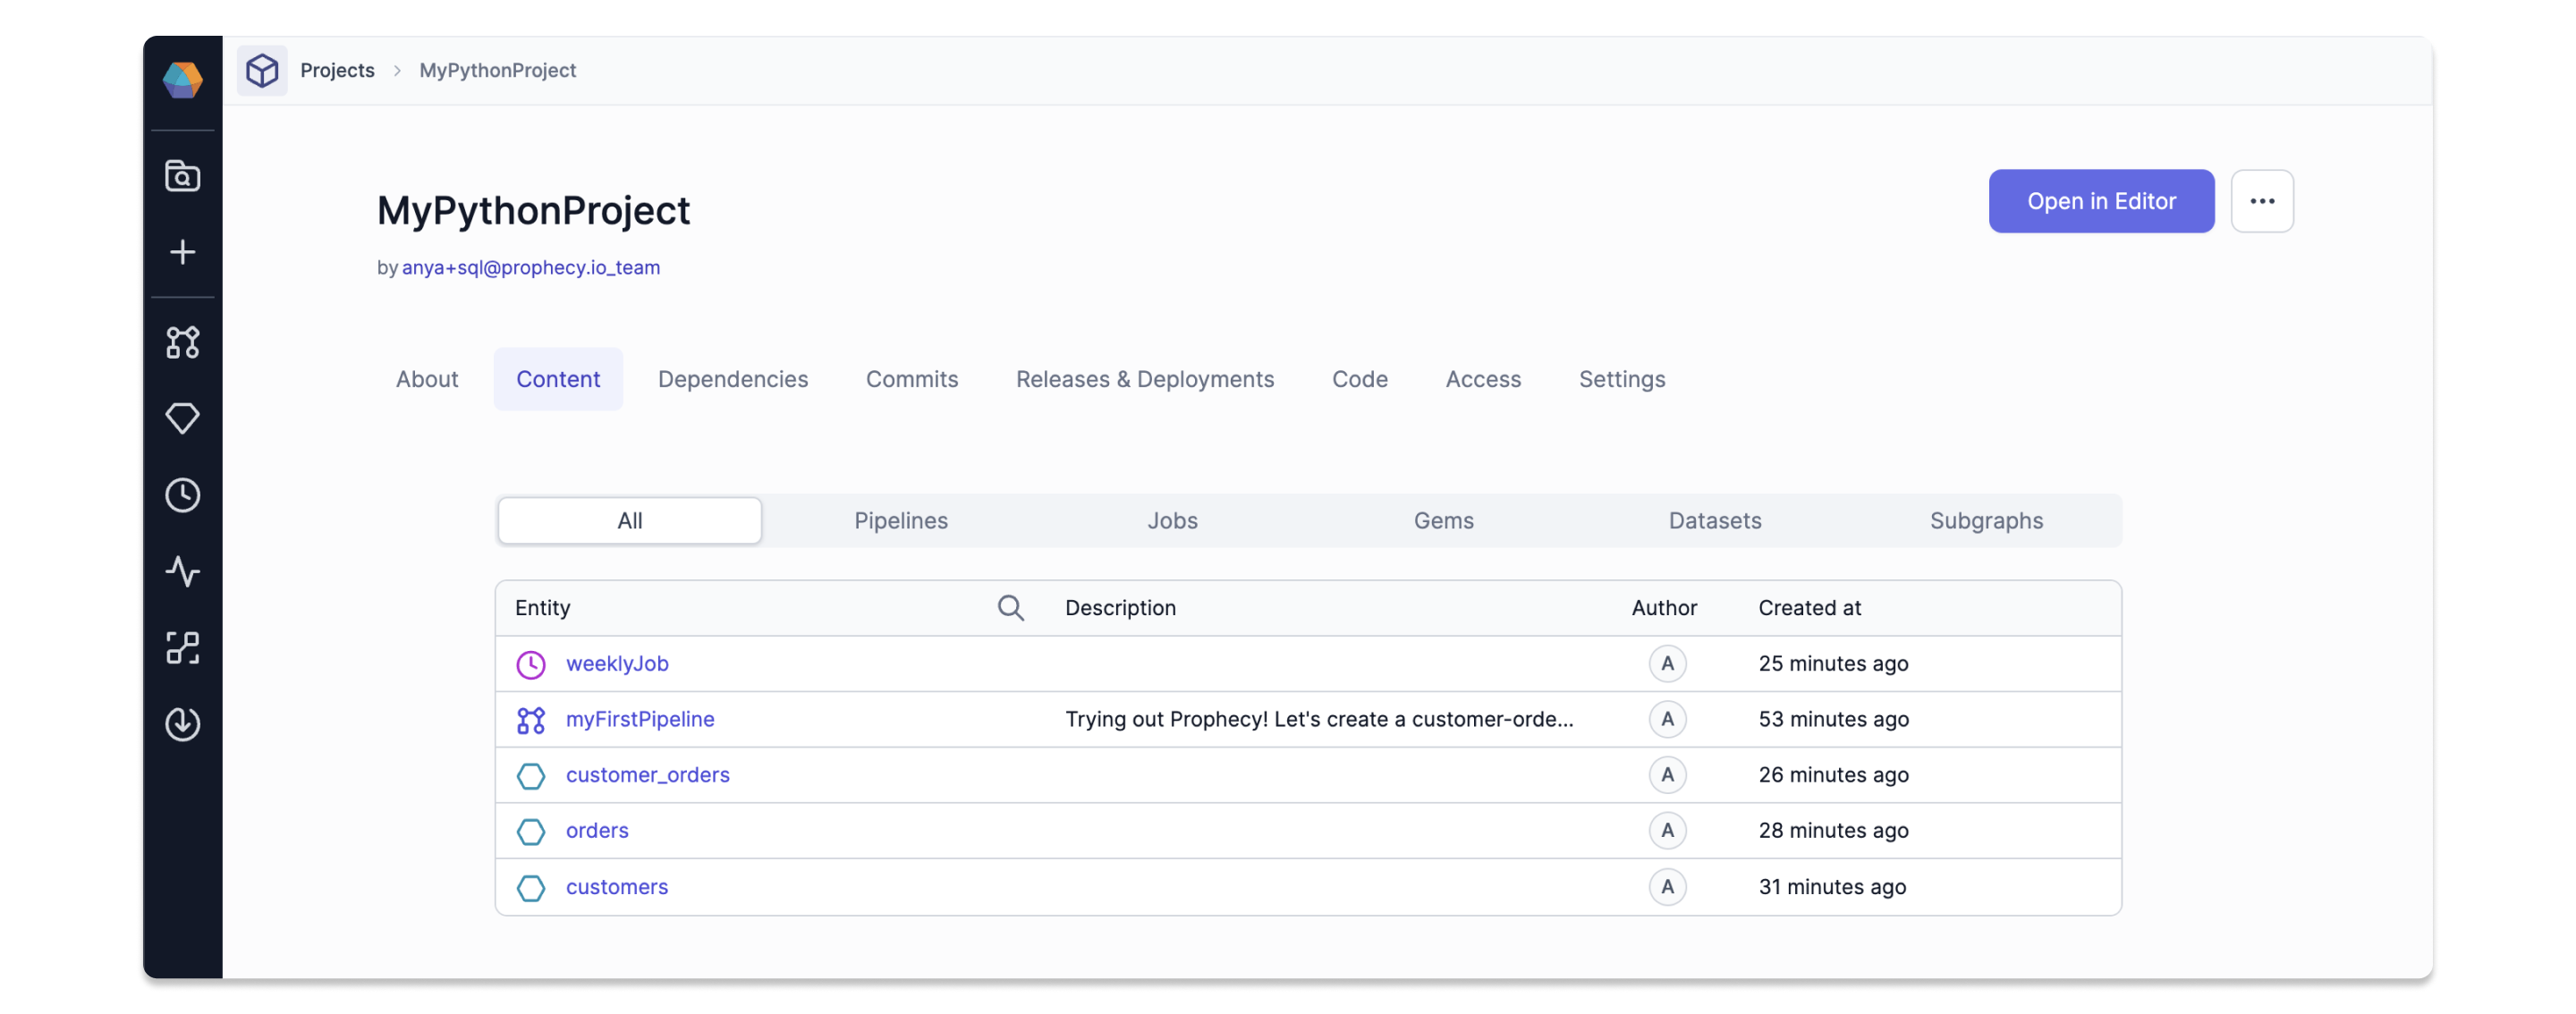 Projects > MyPythonProject
MyPythonProject
Open in Editor
by anya+sql@prophecy.io_team
About Content Dependencies Commits Releases & Deployments Code Access Settings
All Pipelines Jobs Gems Datasets Subgraphs
Entity Description Author Created at
weeklyJob A 25 minutes ago
myFirstPipeline Trying out Prophecy! Let's create a customer-orde... A 53 minutes ago
customer_orders A 26 minutes ago
orders A 28 minutes ago
customers A 31 minutes ago